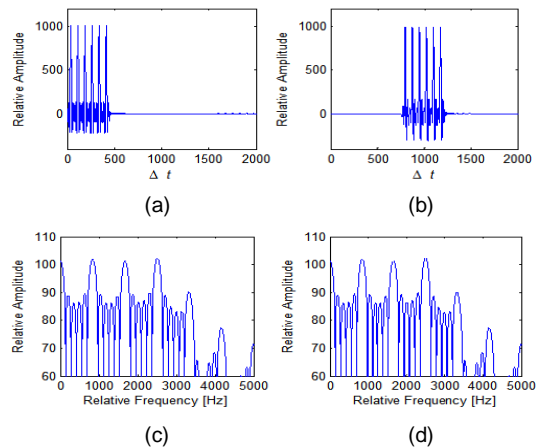 1000 1000
Relative Amplitude Relative Amplitude
500 500
0 0
0 500 1000 1500 2000 0 500 1000 1500 2000
Δ t Δ t
(a) (b)
110 110
100 100
Relative Amplitude Relative Amplitude
90 90
80 80
70 70
60 60
0 1000 2000 3000 4000 5000 0 1000 2000 3000 4000 5000
Relative Frequency [Hz] Relative Frequency [Hz]
(c) (d)